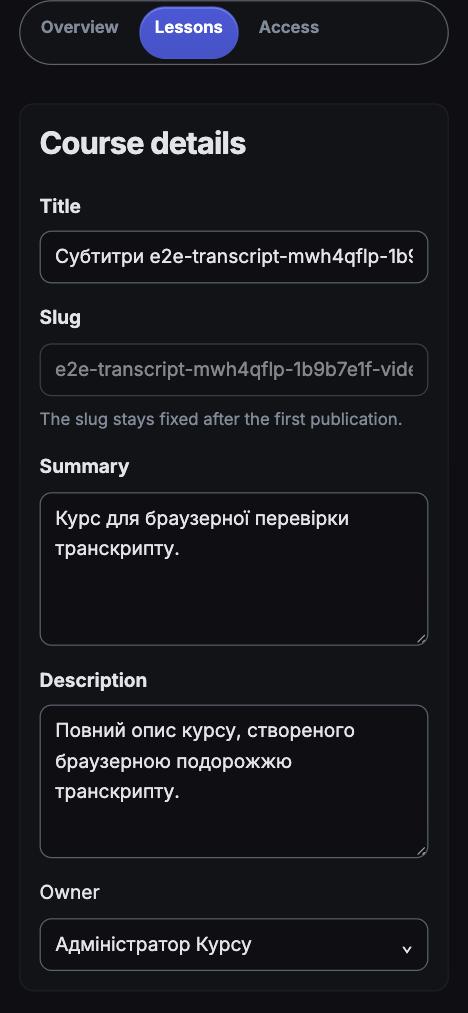 Overview Lessons Access
Course details
Title
Субтитри e2e-transcript-mwh4qflp-1b9
Slug
e2e-transcript-mwh4qflp-1b9b7e1f-vide
The slug stays fixed after the first publication.
Summary
Курс для браузерної перевірки
транскрипту.
Description
Повний опис курсу, створеного
браузерною подорожжю
транскрипту.
Owner
Адміністратор Курсу